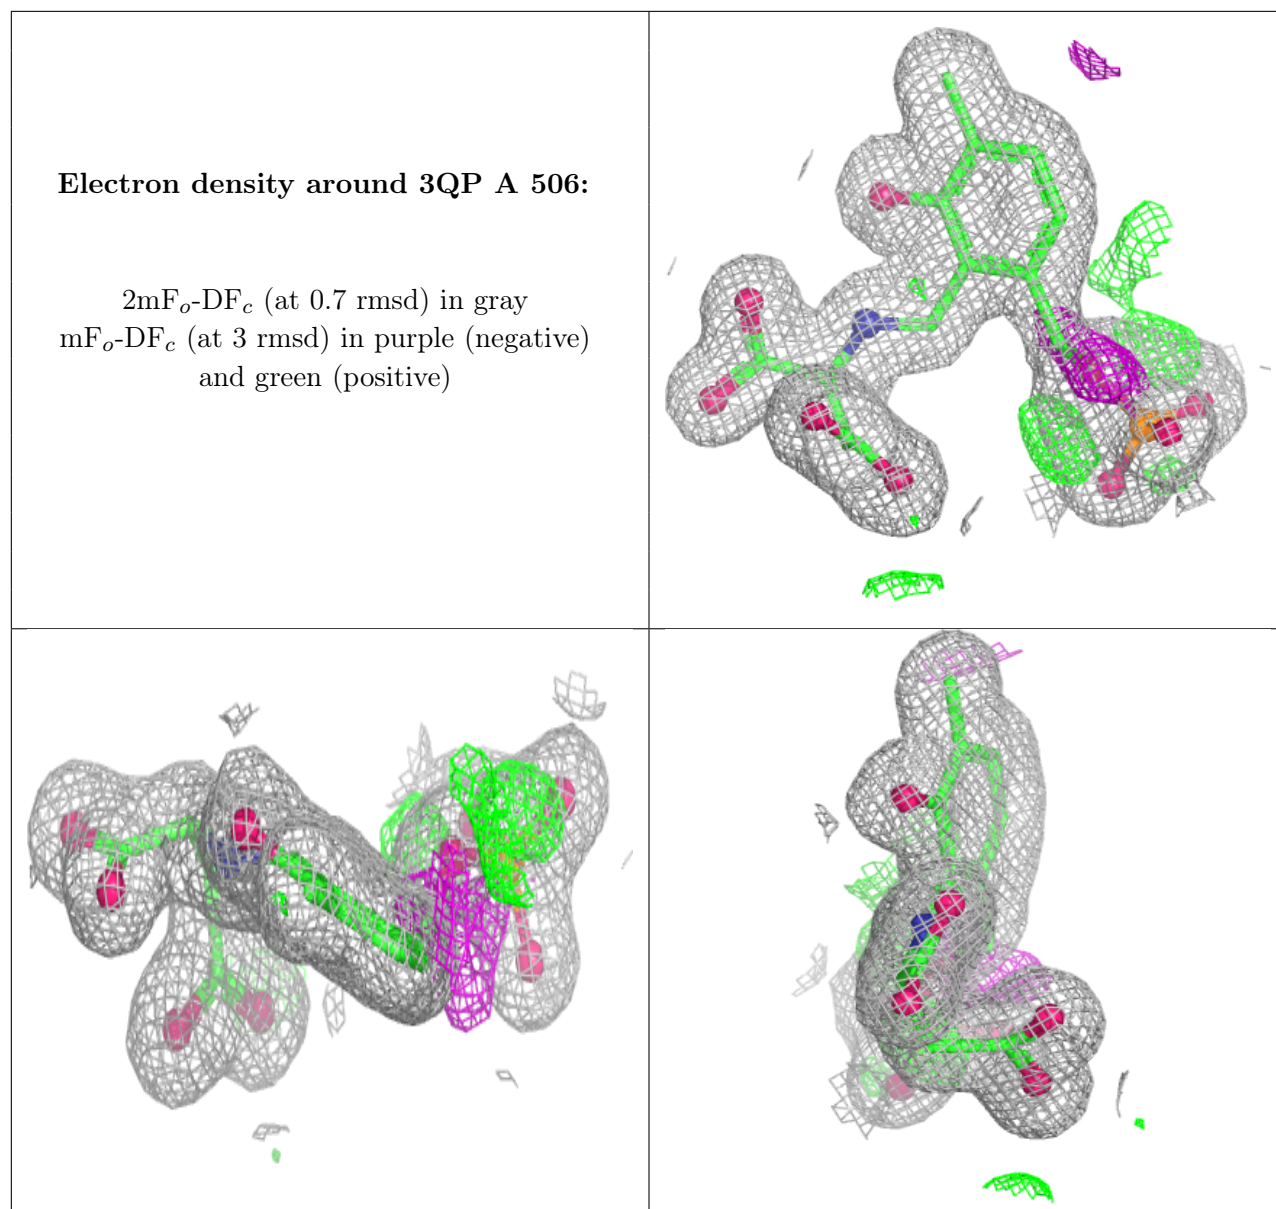 Electron density around 3QP A 506:
2mFo-DFc (at 0.7 rmsd) in gray
mFo-DFc (at 3 rmsd) in purple (negative)
and green (positive)